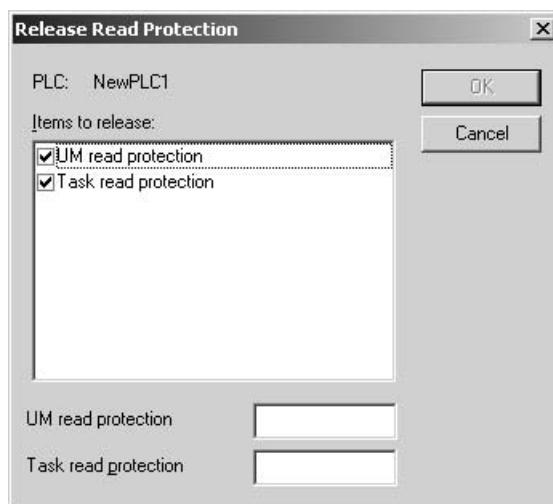 Release Read Protection
PLC: NewPLC1
OK
Items to release:
Cancel
UM read protection
Task read protection
UM read protection
Task read protection